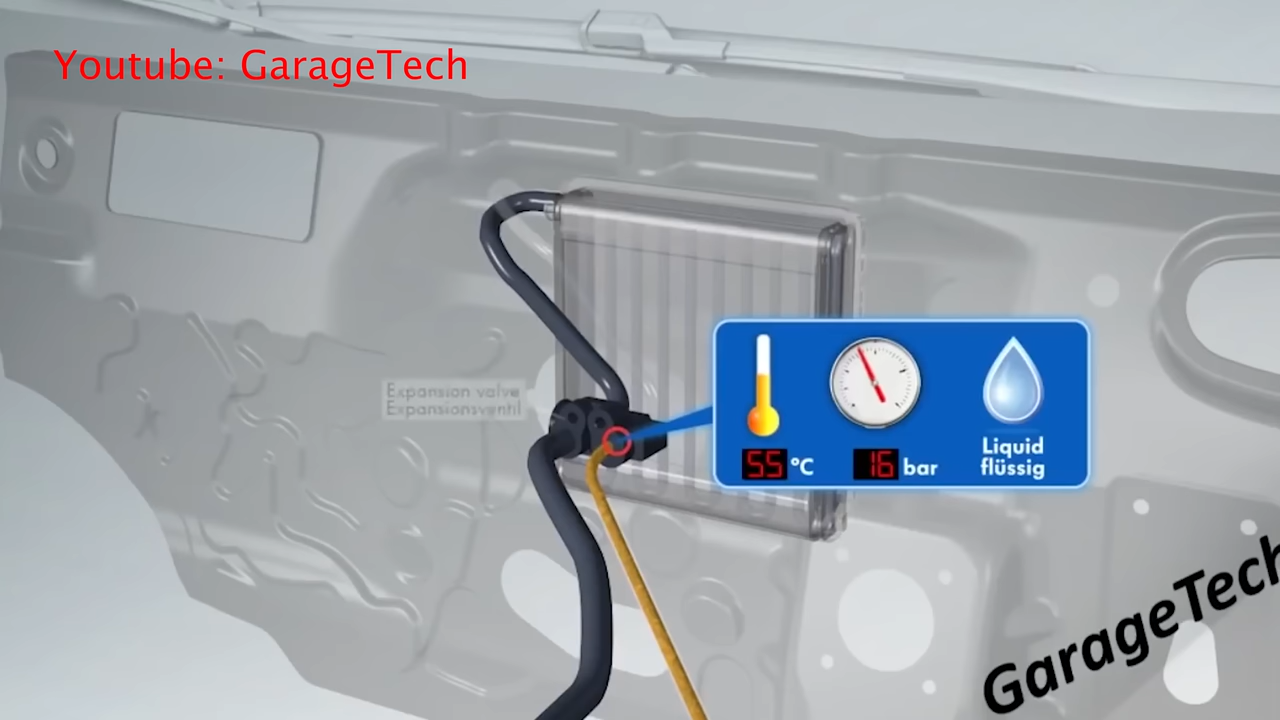 Youtube: GarageTech
Expansion valve
Expansionsventil
55 °C
16 bar
Liquid
flüssig
GarageTech